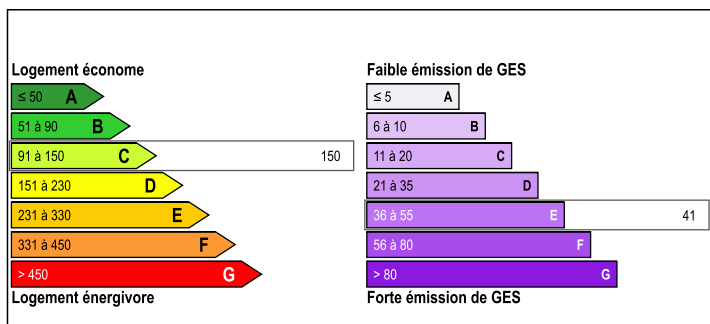 Logement économe
≤ 50 A
51 à 90 B
91 à 150 C 150
151 à 230 D
231 à 330 E
331 à 450 F
> 450 G
Logement énergivore
Faible émission de GES
≤ 5 A
6 à 10 B
11 à 20 C
21 à 35 D
36 à 55 E 41
56 à 80 F
> 80 G
Forte émission de GES